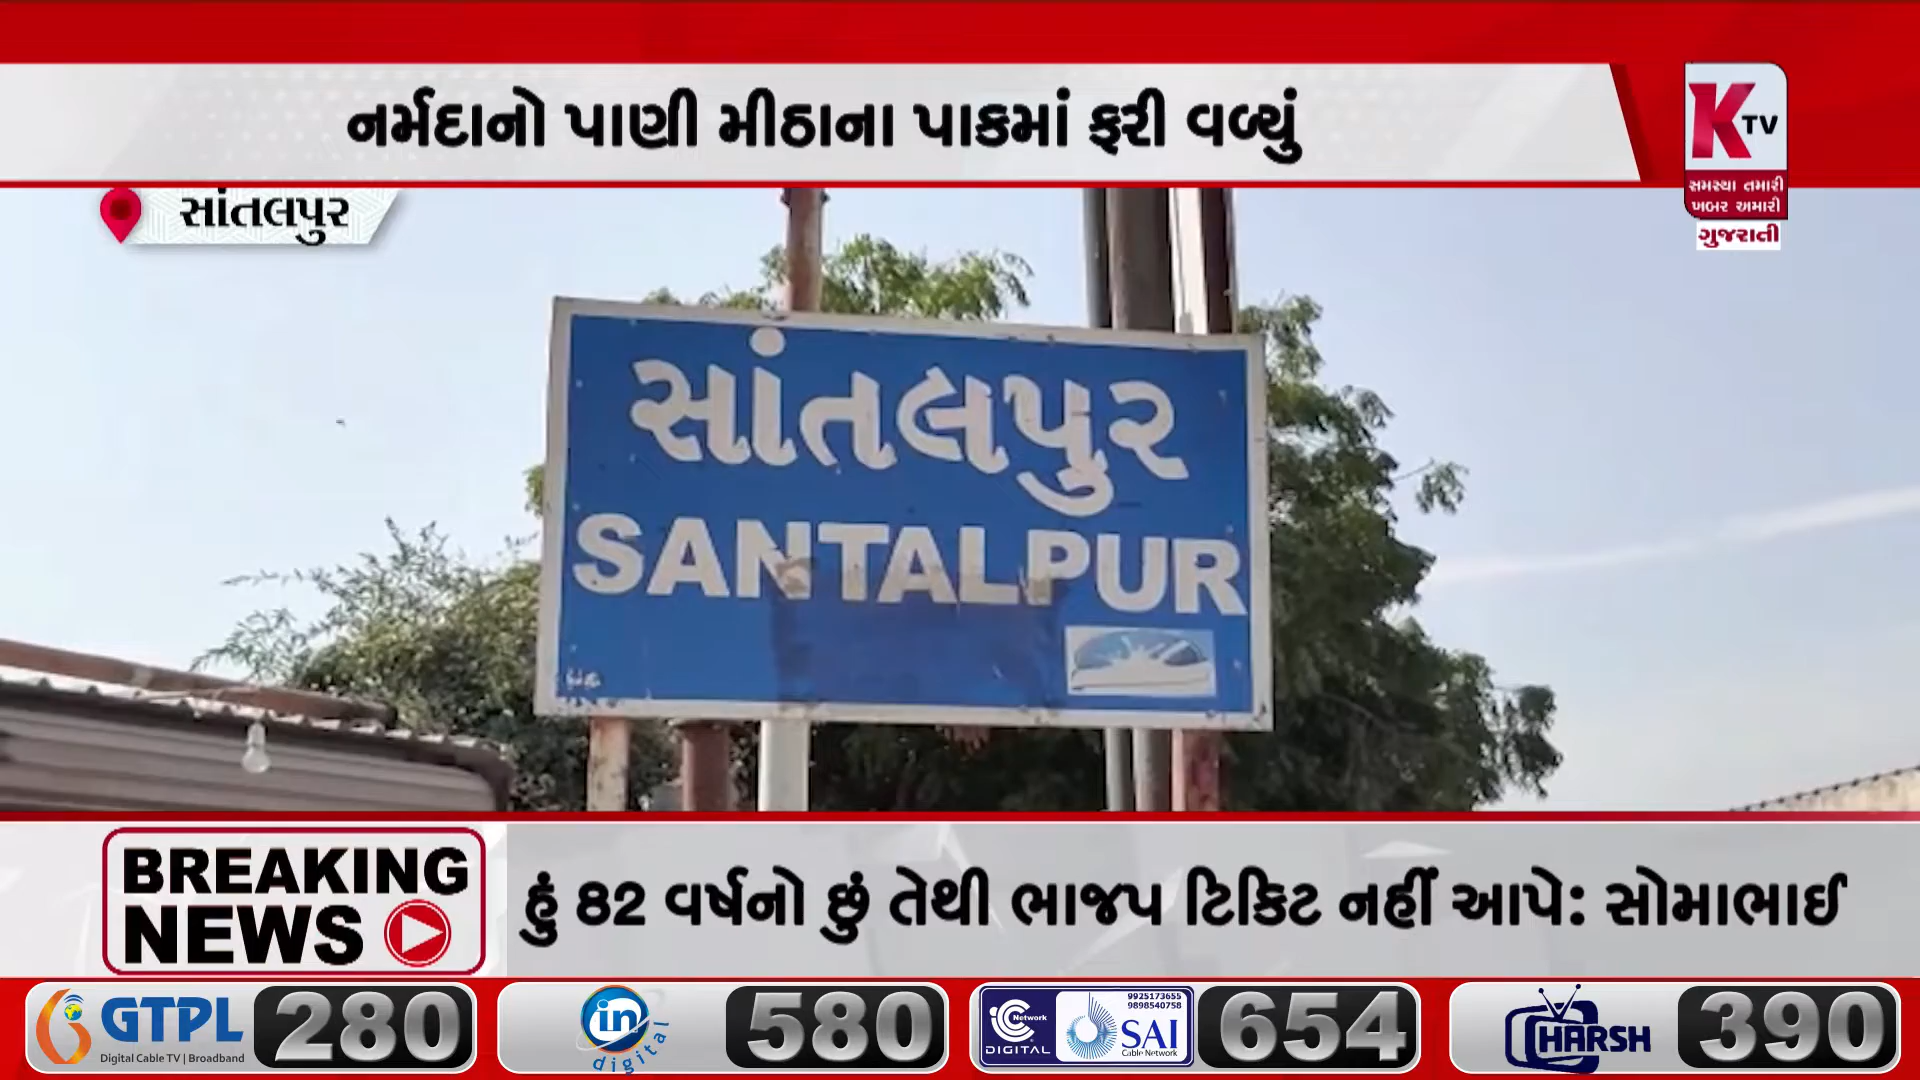 નર્મદાનો પાણી મીઠાના પાકમાં ફરી વળ્યું
K TV
સમસ્યા તમારી
ખબર અમારી
ગુજરાતી
સાંતલપુર
સાંતલપુર
SANTALPUR
BREAKING
NEWS
હું 82 વર્ષનો છું તેથી ભાજપ ટિકિટ નહીં આપે: સોમાભાઈ
GTPL
Digital Cable TV | Broadband
280
in
digital
580
Network
DIGITAL
9925173655
9898540758
SAI
Cable Network
654
HARSH
390